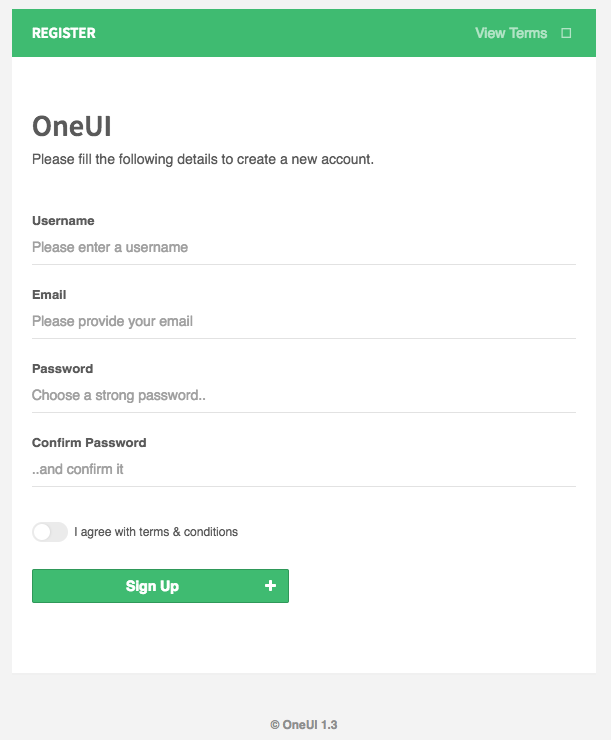 REGISTER
View Terms
OneUI
Please fill the following details to create a new account.
Username
Please enter a username
Email
Please provide your email
Password
Choose a strong password..
Confirm Password
..and confirm it
I agree with terms & conditions
Sign Up
© OneUI 1.3